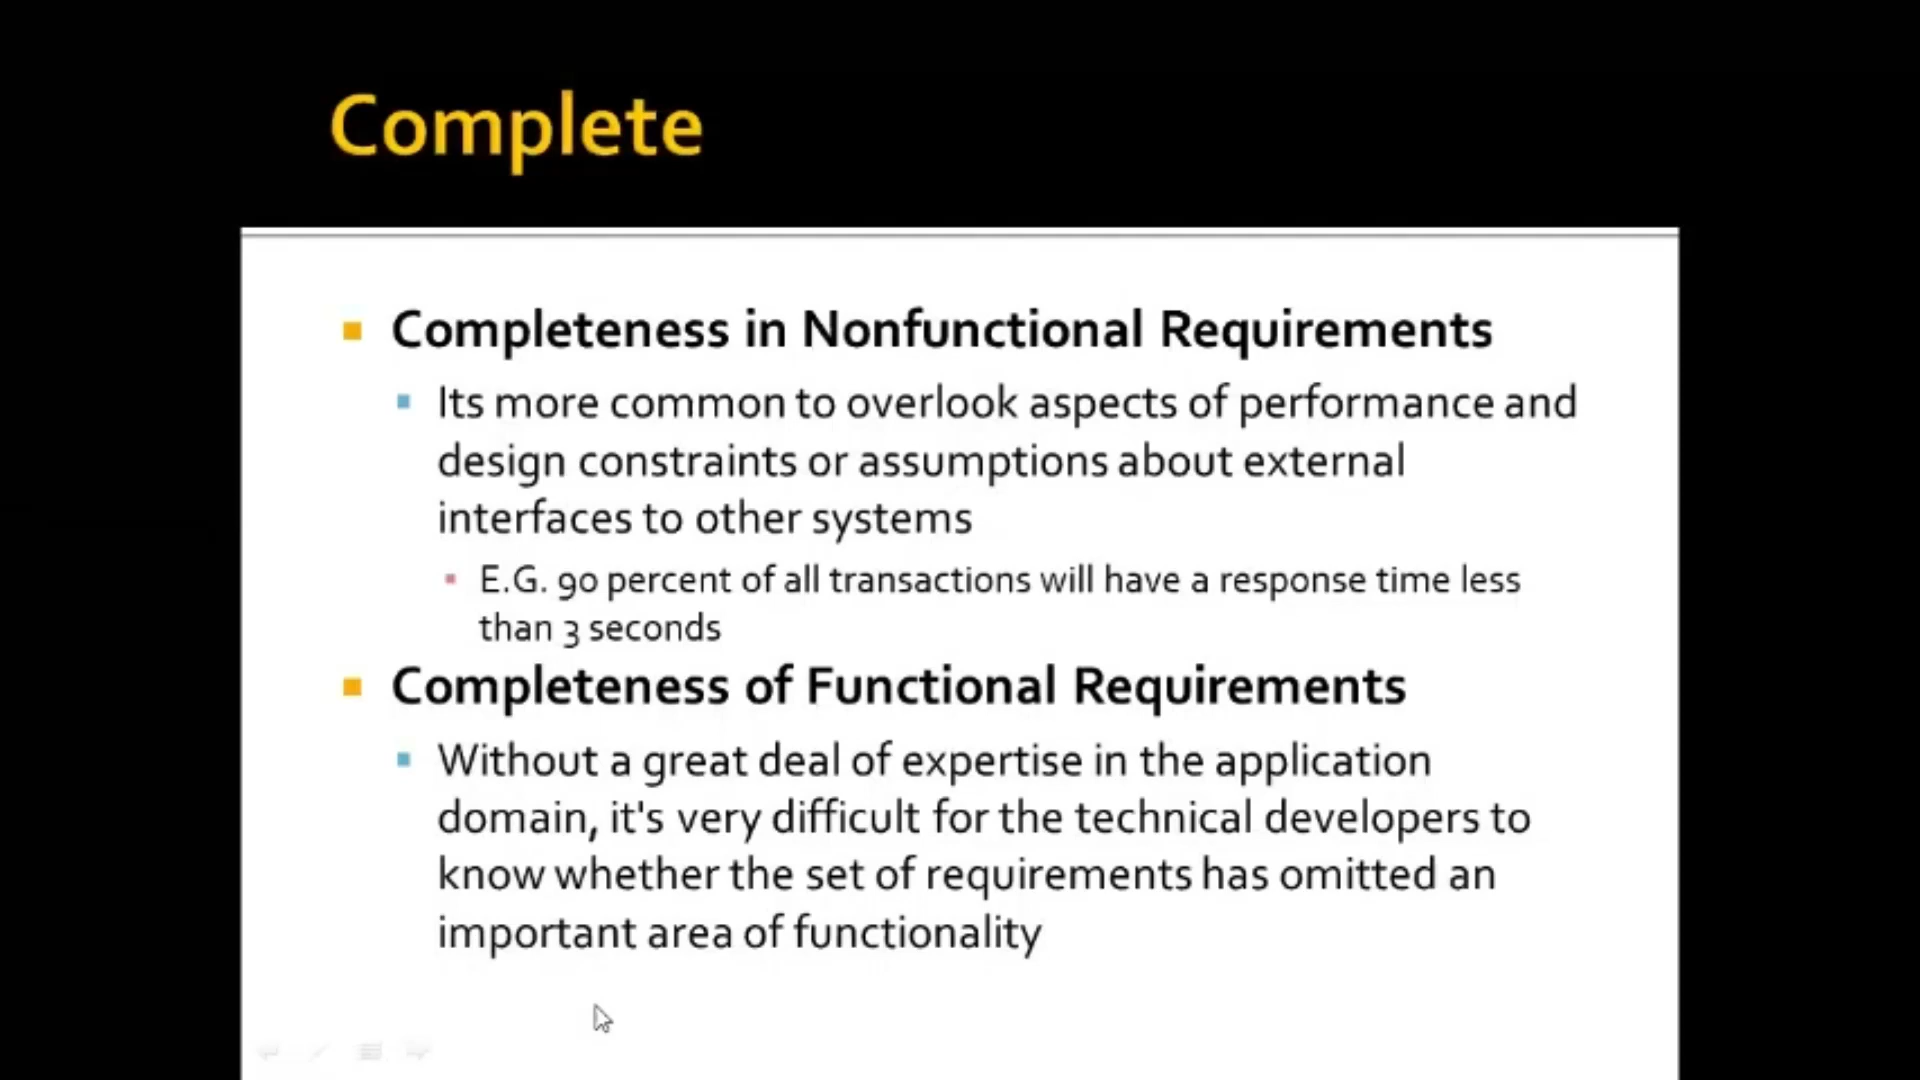 Complete
Completeness in Nonfunctional Requirements
Its more common to overlook aspects of performance and
design constraints or assumptions about external
interfaces to other systems
E.G. 90 percent of all transactions will have a response time less
than 3 seconds
Completeness of Functional Requirements
Without a great deal of expertise in the application
domain, it's very difficult for the technical developers to
know whether the set of requirements has omitted an
important area of functionality